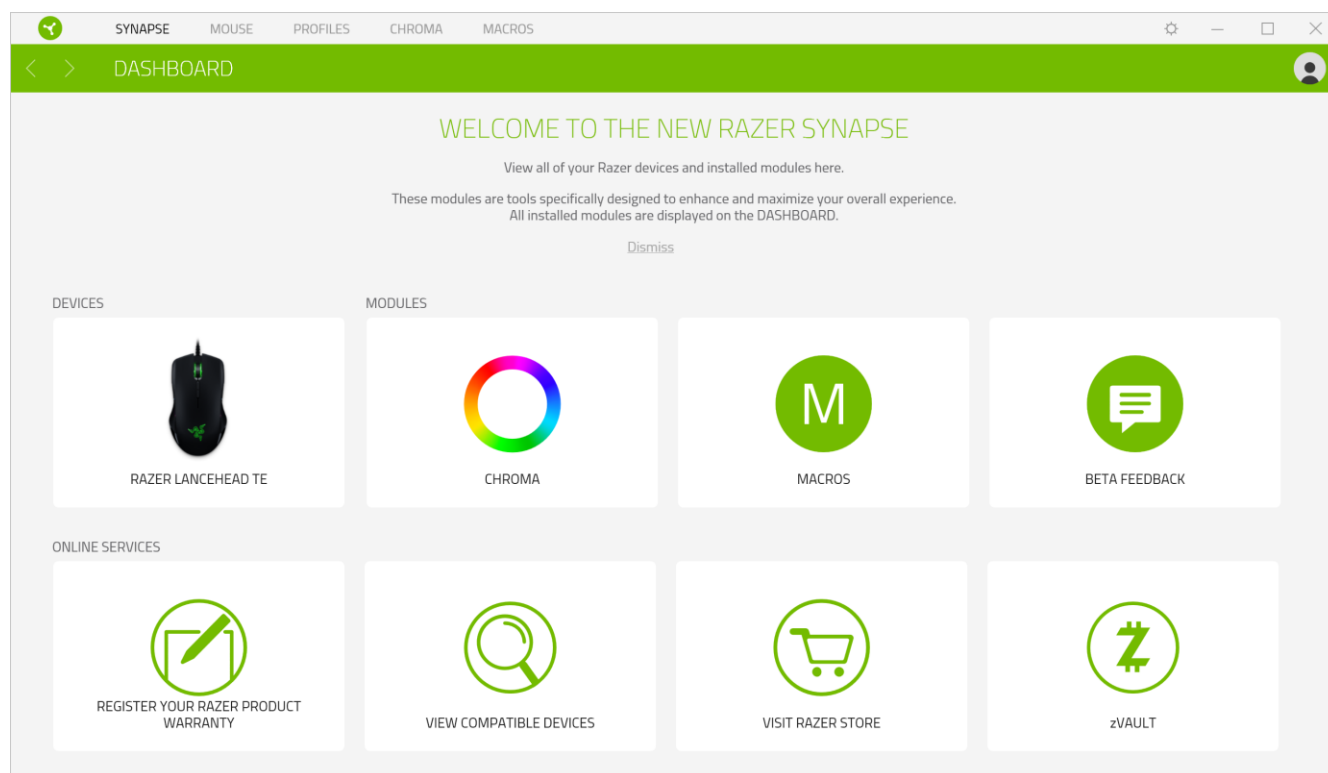 SYNAPSE MOUSE PROFILES CHROMA MACROS
DASHBOARD
WELCOME TO THE NEW RAZER SYNAPSE
View all of your Razer devices and installed modules here.
These modules are tools specifically designed to enhance and maximize your overall experience.
All installed modules are displayed on the DASHBOARD.
Dismiss
DEVICES
MODULES
RAZER LANCEHEAD TE
CHROMA
M
MACROS
BETA FEEDBACK
ONLINE SERVICES
REGISTER YOUR RAZER PRODUCT
WARRANTY
VIEW COMPATIBLE DEVICES
VISIT RAZER STORE
zVAULT